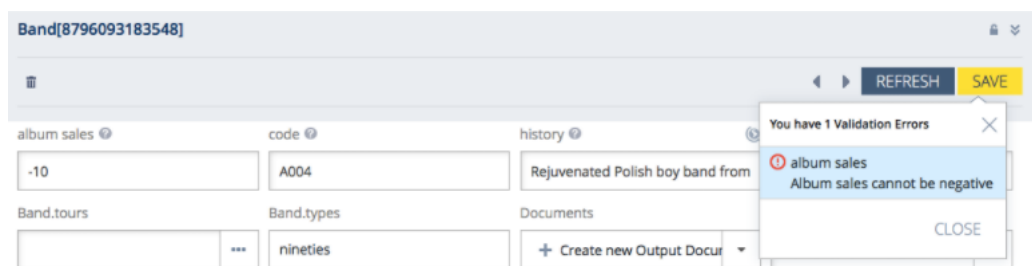 Band[8796093183548]
REFRESH SAVE
You have 1 Validation Errors
album sales code history
album sales
Album sales cannot be negative
-10 A004 Rejuvenated Polish boy band from
Band.tours Band.types Documents
CLOSE
nineties + Create new Output Docur